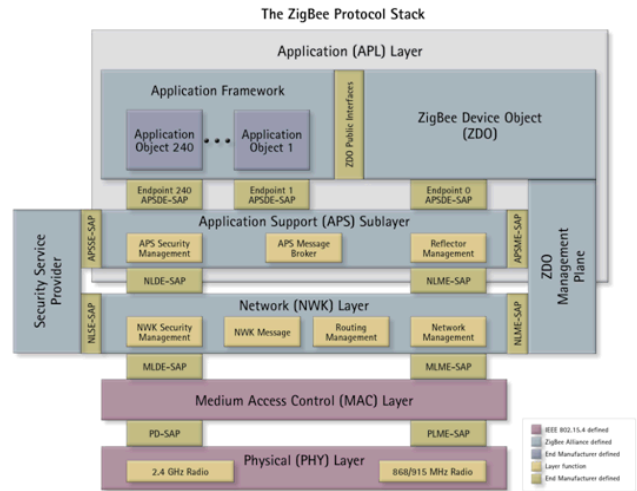 The ZigBee Protocol Stack
Application (APL) Layer
Application Framework
ZigBee Device Object
(ZDO)
ZDO Public Interfaces
Application
Object 240
Application
Object 1
Endpoint 240
APSDE-SAP
Endpoint 1
APSDE-SAP
Endpoint 0
APSDE-SAP
Security Service
Provider
APSSE-SAP
Application Support (APS) Sublayer
APS Security
Management
APS Message
Broker
Reflector
Management
APSME-SAP
ZDO
Management
Plane
NLDE-SAP
NLME-SAP
NLSE-SAP
Network (NWK) Layer
NWK Security
Management
NWK Message
Routing
Management
Network
Management
NLME-SAP
MLDE-SAP
MLME-SAP
Medium Access Control (MAC) Layer
PD-SAP
PLME-SAP
Physical (PHY) Layer
2.4 GHz Radio
868/915 MHz Radio
IEEE 802.15.4 defined
ZigBee Alliance defined
End Manufacturer defined
Layer function
End Manufacturer defined